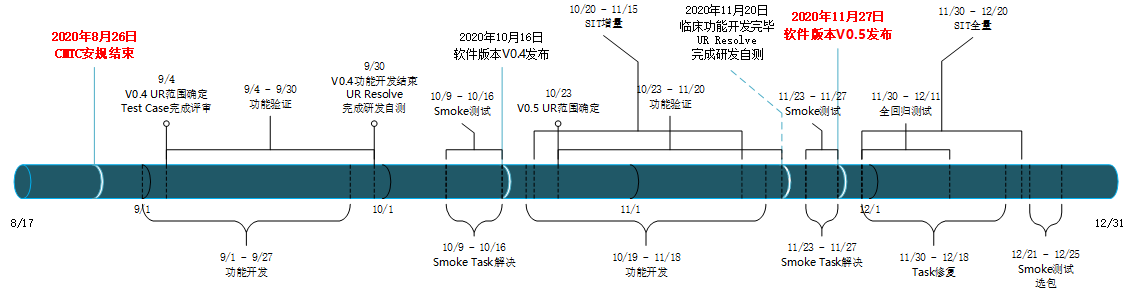 2020年8月26日
CMTC安规结束
9/4
V0.4 UR范围确定
Test Case完成评审
9/4 - 9/30
功能验证
9/30
V0.4功能开发结束
UR Resolve
完成研发自测
10/9 - 10/16
Smoke测试
2020年10月16日
软件版本V0.4发布
10/23
V0.5 UR范围确定
10/20 - 11/15
SIT增量
10/23 - 11/20
功能验证
2020年11月20日
临床功能开发完毕
UR Resolve
完成研发自测
2020年11月27日
软件版本V0.5发布
11/23 - 11/27
Smoke测试
11/30 - 12/11
全回归测试
11/30 - 12/20
SIT全量
8/17
9/1
10/1
11/1
12/1
12/31
9/1 - 9/27
功能开发
10/9 - 10/16
Smoke Task解决
10/19 - 11/18
功能开发
11/23 - 11/27
Smoke Task解决
11/30 - 12/18
Task修复
12/21 - 12/25
Smoke测试
选包